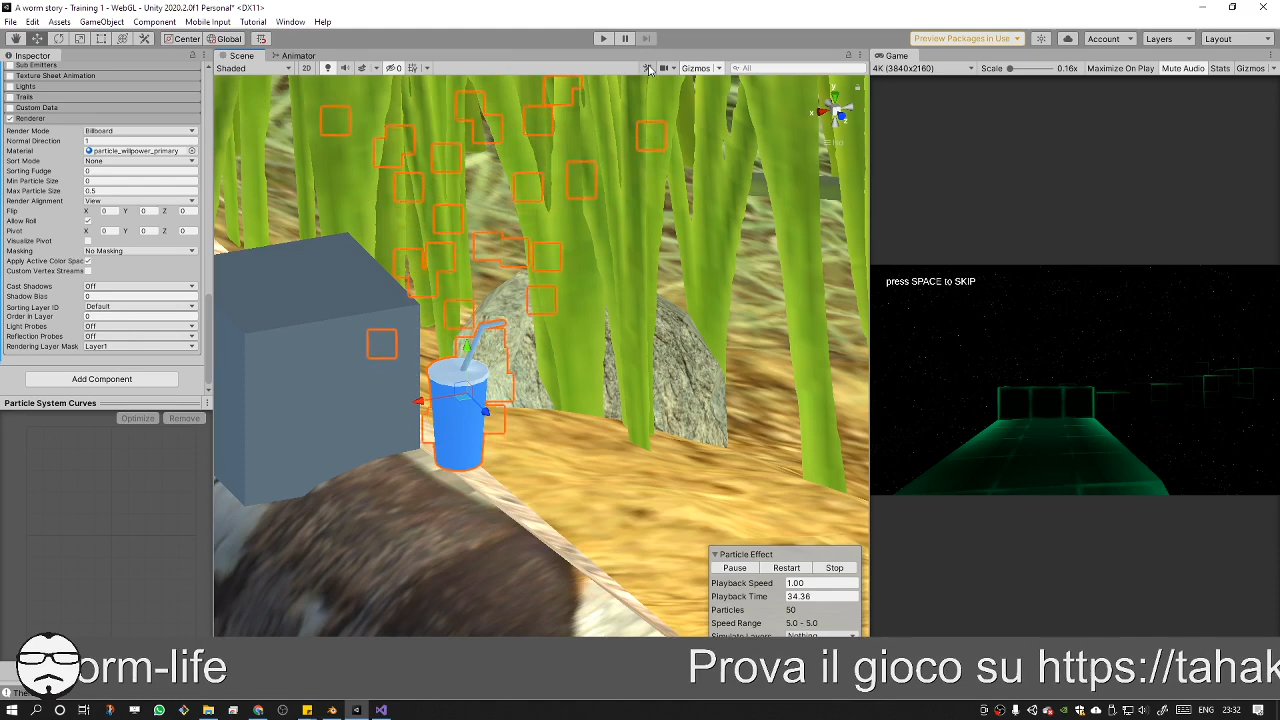 A worm story - Training 1 - WebGL - 2020.2.0f1 Personal* <DX11>
File Edit Assets GameObject Component Mobile Input Tutorial Window Help
Center Global Preview Packages in Use Account Layers Layout
Inspector Scene Animator Game
Shaded 2D 0 Gizmos All 4K (3840x2160) Scale 0.16x Maximize On Play Mute Audio Stats Gizmos
Sub Emitters
Texture Sheet Animation
Lights
Trails
Custom Data
Renderer
Render Mode Billboard
Normal Direction 1
Material particle_willpower_primary
Sort Mode None
Sorting Fudge 0
Min Particle Size 0
Max Particle Size 0.5
Render Alignment View
Flip X 0 Y 0 Z 0
Allow Roll
Pivot X 0 Y 0 Z 0
Visualize Pivot
Masking No Masking
Apply Active Color Spac
Custom Vertex Streams
Cast Shadows Off
Shadow Bias 0
Sorting Layer ID Default
Order in Layer 0
Light Probes Off
Reflection Probes Off
Rendering Layer Mask Layer1
Add Component
Particle System Curves
Optimize Remove
y
x
z
Iso
press SPACE to SKIP
Particle Effect
Pause Restart Stop
Playback Speed 1.00
Playback Time 34.36
Particles 50
Speed Range 5.0 - 5.0
Simulate Layers Nothing
orm-life Prova il gioco su https://tahak
ENG 23:32